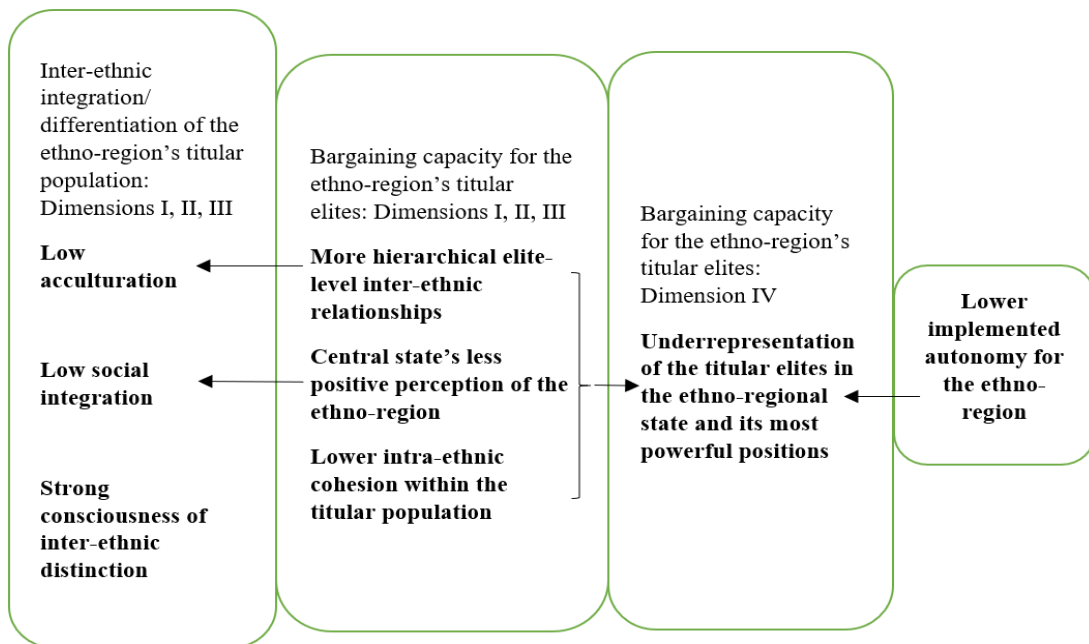 Inter-ethnic
integration/
differentiation of the
ethno-region's titular
population:
Dimensions I, II, III
Low
acculturation
Low social
integration
Strong
consciousness of
inter-ethnic
distinction
Bargaining capacity for the
ethno-region's titular
elites: Dimensions I, II, III
More hierarchical elite-
level inter-ethnic
relationships
Central state's less
positive perception of the
ethno-region
Lower intra-ethnic
cohesion within the
titular population
Bargaining capacity
for the ethno-region's
titular elites:
Dimension IV
Underrepresentation
of the titular elites in
the ethno-regional
state and its most
powerful positions
Lower
implemented
autonomy for
the ethno-
region